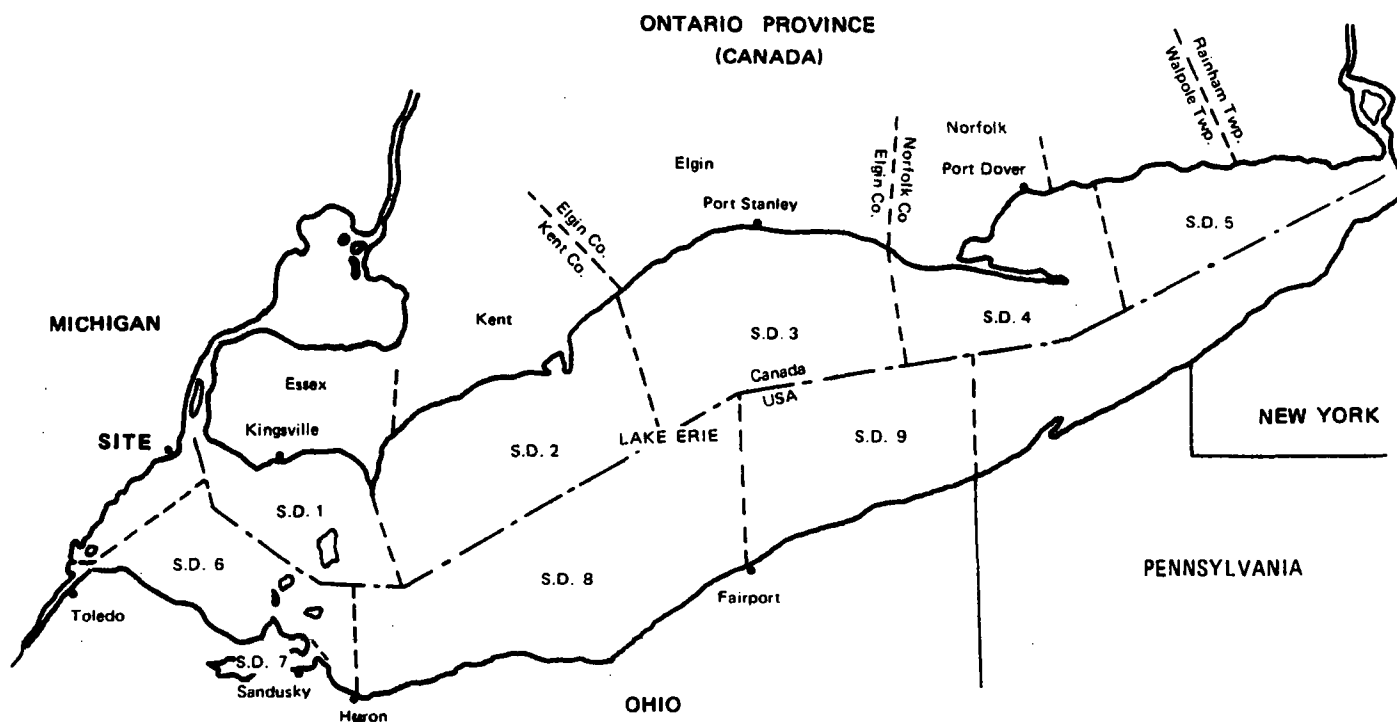 ONTARIO PROVINCE
(CANADA)
Rainham Twp.
Walpole Twp.
Norfolk
Port Dover
Norfolk Co
Elgin Co.
Elgin
Port Stanley
Elgin Co.
Kent Co.
S.D. 5
MICHIGAN
Kent
S.D. 3
S.D. 4
Essex
Canada
USA
NEW YORK
SITE
Kingsville
S.D. 2
LAKE ERIE
S.D. 9
S.D. 1
S.D. 6
S.D. 8
PENNSYLVANIA
Toledo
Fairport
S.D. 7
Sandusky
Huron
OHIO